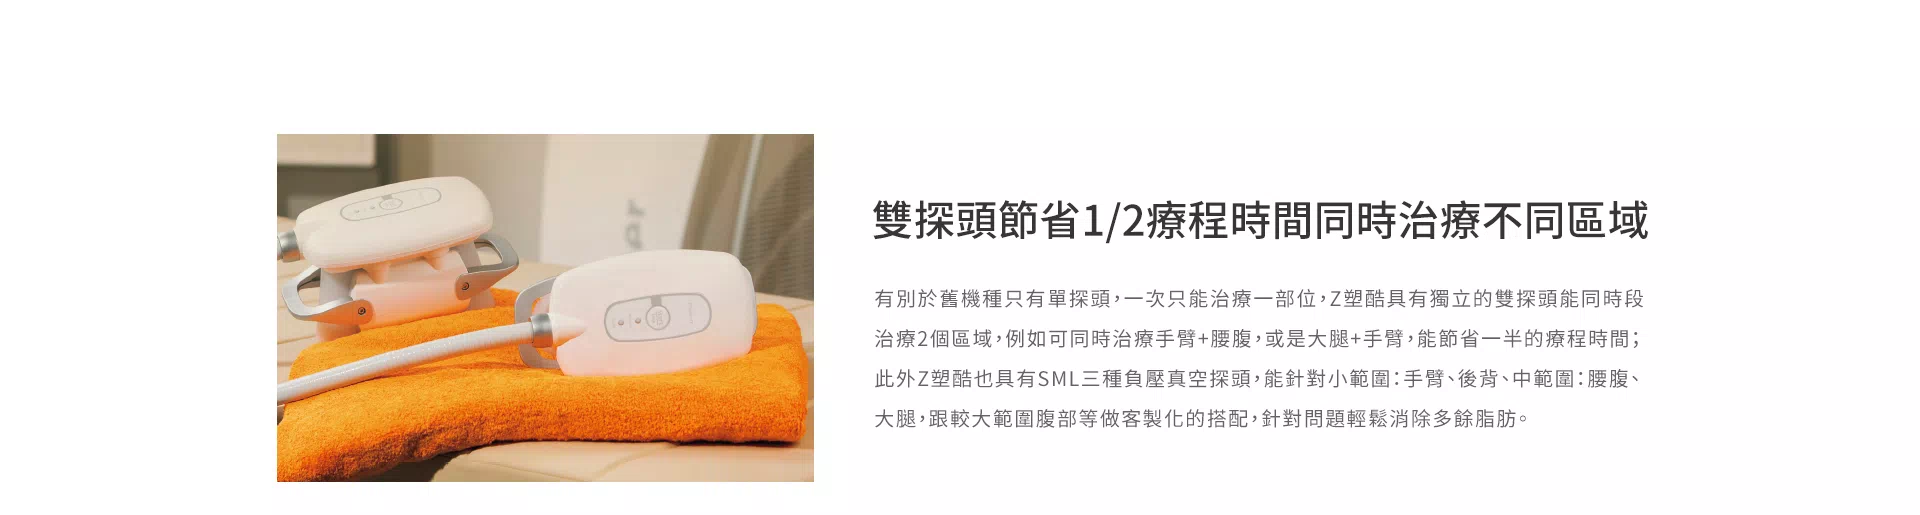 雙探頭節省1/2療程時間同時治療不同區域
有別於舊機種只有單探頭，一次只能治療一部位，Z塑酷具有獨立的雙探頭能同時段
治療2個區域，例如可同時治療手臂+腰腹，或是大腿+手臂，能節省一半的療程時間；
此外Z塑酷也具有SML三種負壓真空探頭，能針對小範圍：手臂、後背、中範圍：腰腹、
大腿，跟較大範圍腹部等做客製化的搭配，針對問題輕鬆消除多餘脂肪。